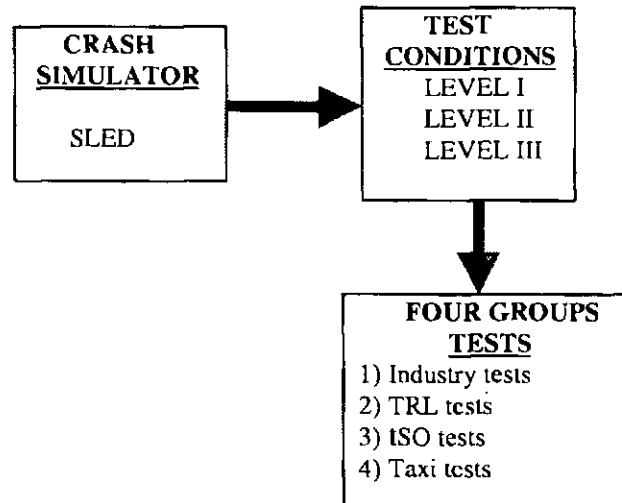 CRASH
SIMULATOR
SLED
TEST
CONDITIONS
LEVEL I
LEVEL II
LEVEL III
FOUR GROUPS
TESTS
1) Industry tests
2) TRL tests
3) ISO tests
4) Taxi tests